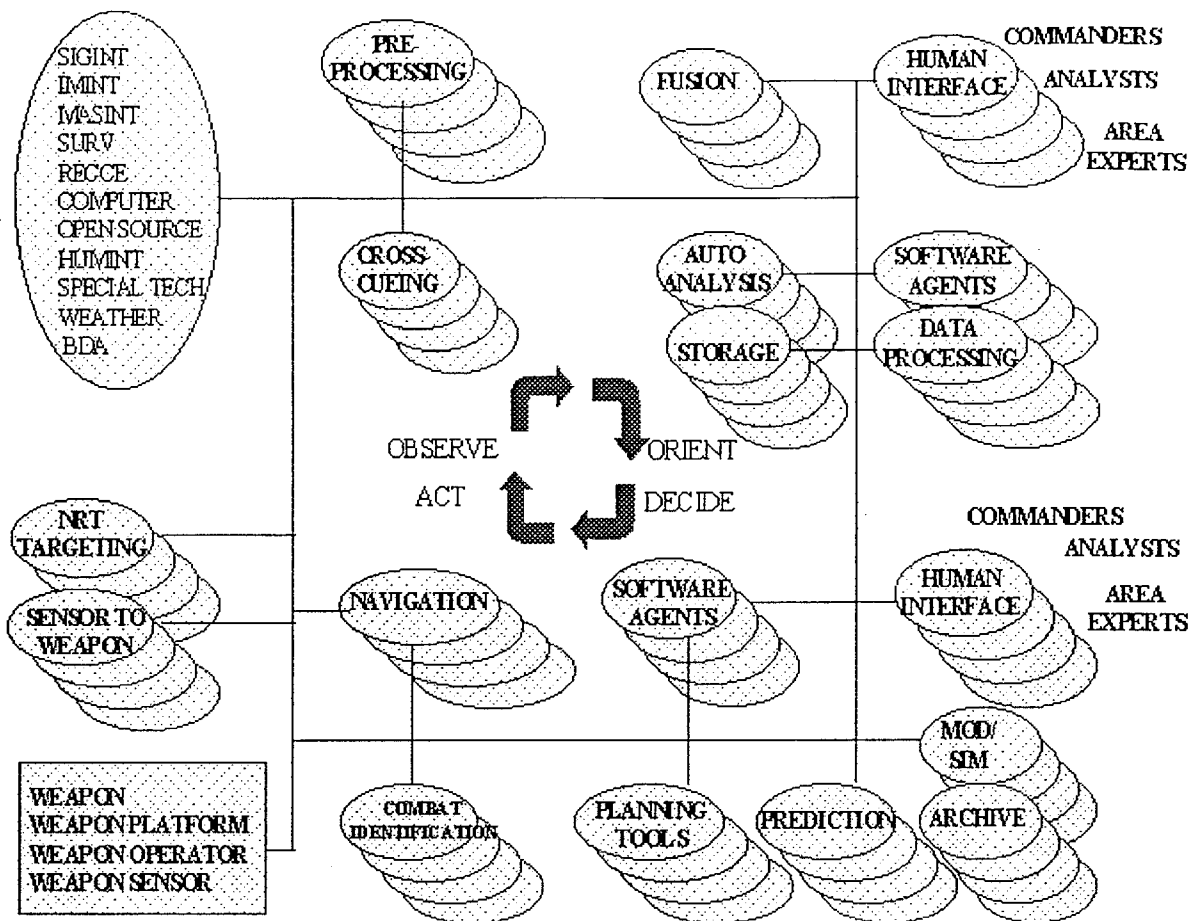 SIGINT
IMINT
MASINT
SURV
RECCE
COMPUTER
OPEN SOURCE
HUMINT
SPECIAL TECH
WEATHER
BDA
PRE-
PROCESSING
FUSION
HUMAN
INTERFACE
COMMANDERS
ANALYSTS
AREA
EXPERTS
CROSS-
CUEING
AUTO
ANALYSIS
SOFTWARE
AGENTS
STORAGE
DATA
PROCESSING
OBSERVE
ORIENT
ACT
DECIDE
NRT
TARGETING
SENSOR TO
WEAPON
NAVIGATION
SOFTWARE
AGENTS
HUMAN
INTERFACE
COMMANDERS
ANALYSTS
AREA
EXPERTS
MOD/
SIM
WEAPON
WEAPON PLATFORM
WEAPON OPERATOR
WEAPON SENSOR
COMBAT
IDENTIFICATION
PLANNING
TOOLS
PREDICTION
ARCHIVE